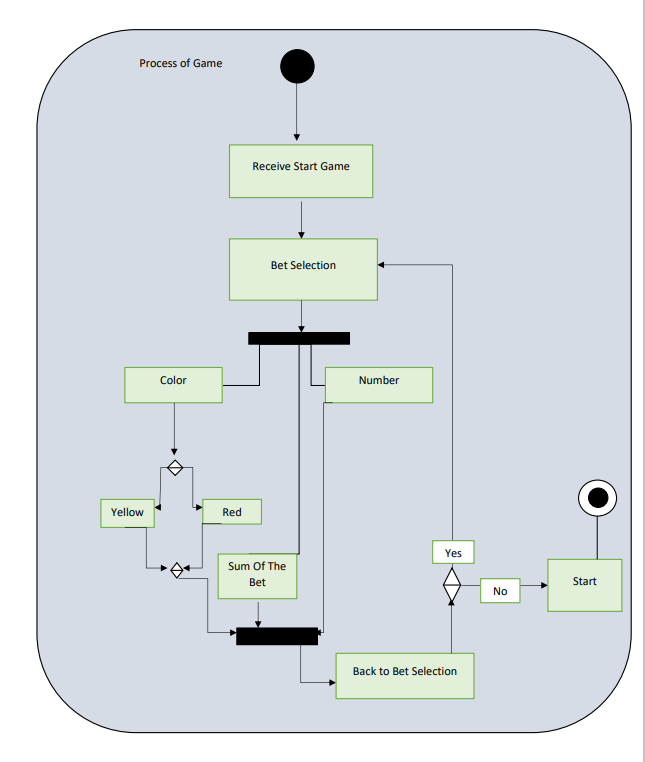 Process of Game
Receive Start Game
Bet Selection
Color
Number
Yellow
Red
Yes
Sum Of The
Bet
No
Start
Back to Bet Selection